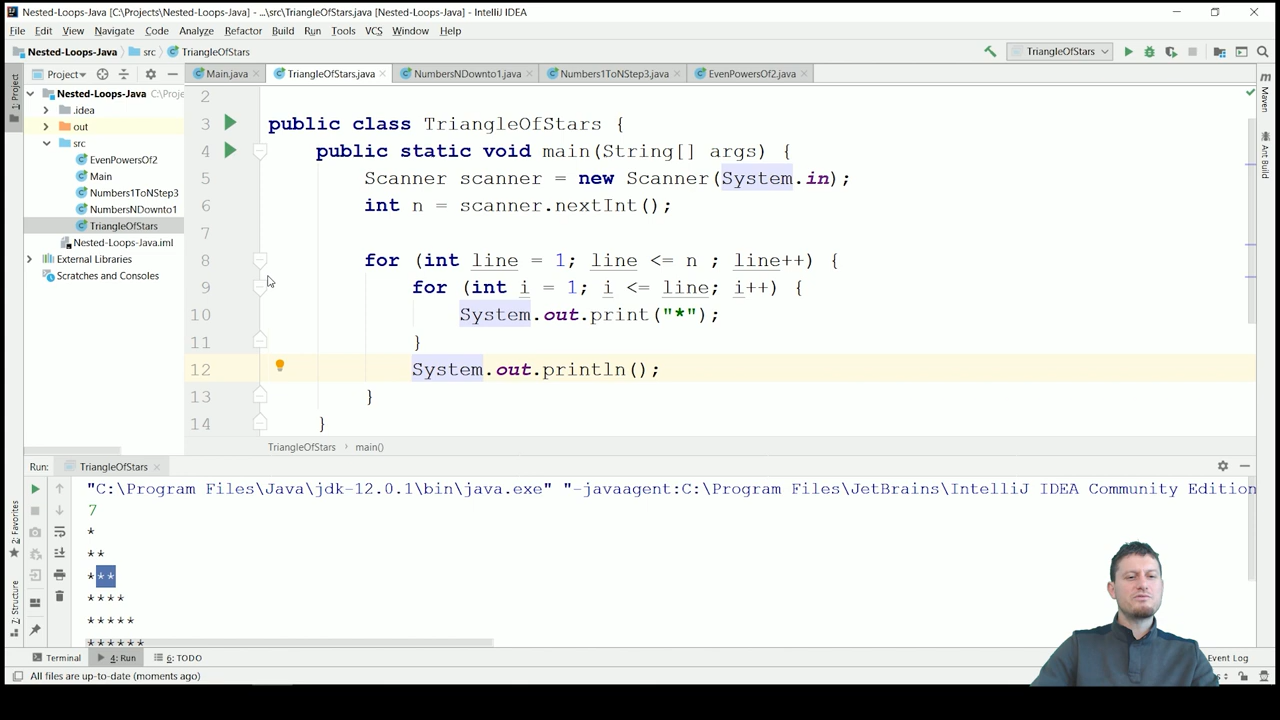 Nested-Loops-Java [C:\Projects\Nested-Loops-Java] - ...\src\TriangleOfStars.java [Nested-Loops-Java] - IntelliJ IDEA
File Edit View Navigate Code Analyze Refactor Build Run Tools VCS Window Help
Nested-Loops-Java src TriangleOfStars TriangleOfStars
Project Main.java TriangleOfStars.java NumbersNDownto1.java Numbers1ToNStep3.java EvenPowersOf2.java
1: Project
Maven
Ant Build
Nested-Loops-Java C:\Proje
.idea
out
src
EvenPowersOf2
Main
Numbers1ToNStep3
NumbersNDownto1
TriangleOfStars
Nested-Loops-Java.iml
External Libraries
Scratches and Consoles
2
3 public class TriangleOfStars {
4 public static void main(String[] args) {
5 Scanner scanner = new Scanner(System.in);
6 int n = scanner.nextInt();
7
8 for (int line = 1; line <= n ; line++) {
9 for (int i = 1; i <= line; i++) {
10 System.out.print("*");
11 }
12 System.out.println();
13 }
14 }
TriangleOfStars main()
Run: TriangleOfStars
2: Favorites
Z: Structure
"C:\Program Files\Java\jdk-12.0.1\bin\java.exe" "-javaagent:C:\Program Files\JetBrains\IntelliJ IDEA Community Edition
7
*
**
***
****
*****
******
Terminal 4: Run 6: TODO Event Log
All files are up-to-date (moments ago)